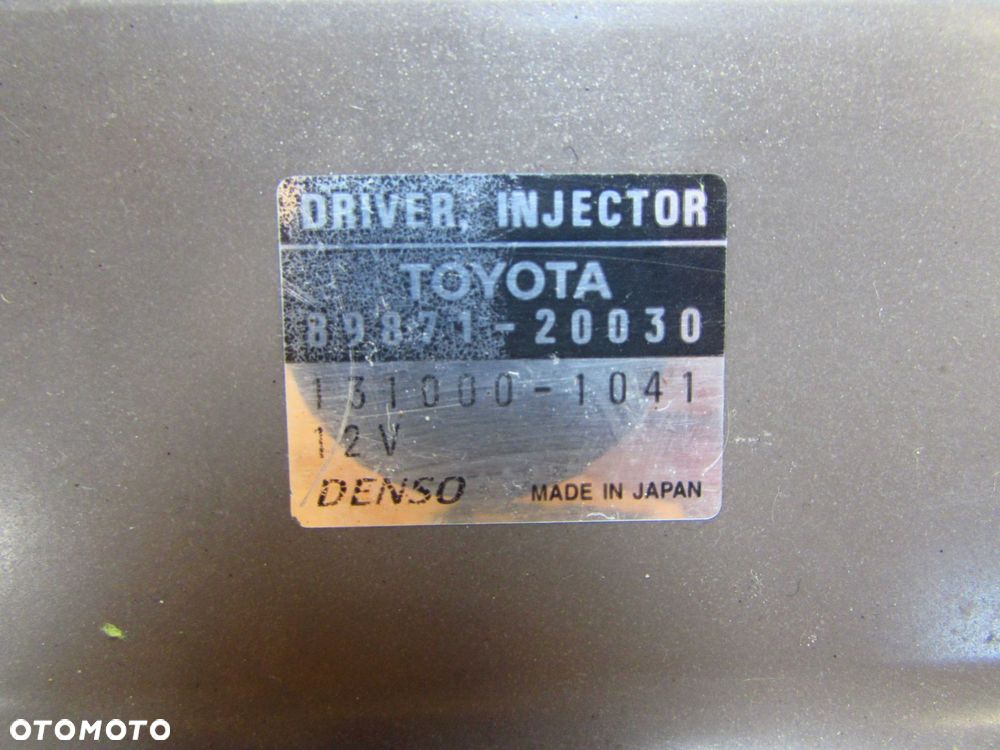 DRIVER, INJECTOR
TOYOTA
89871-20030
131000-1041
12V
DENSO MADE IN JAPAN
OTOMOTO